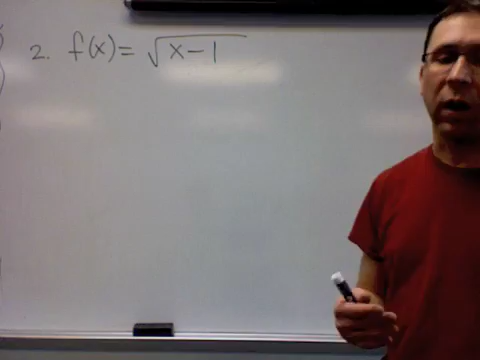 2. f(x) = √x-1